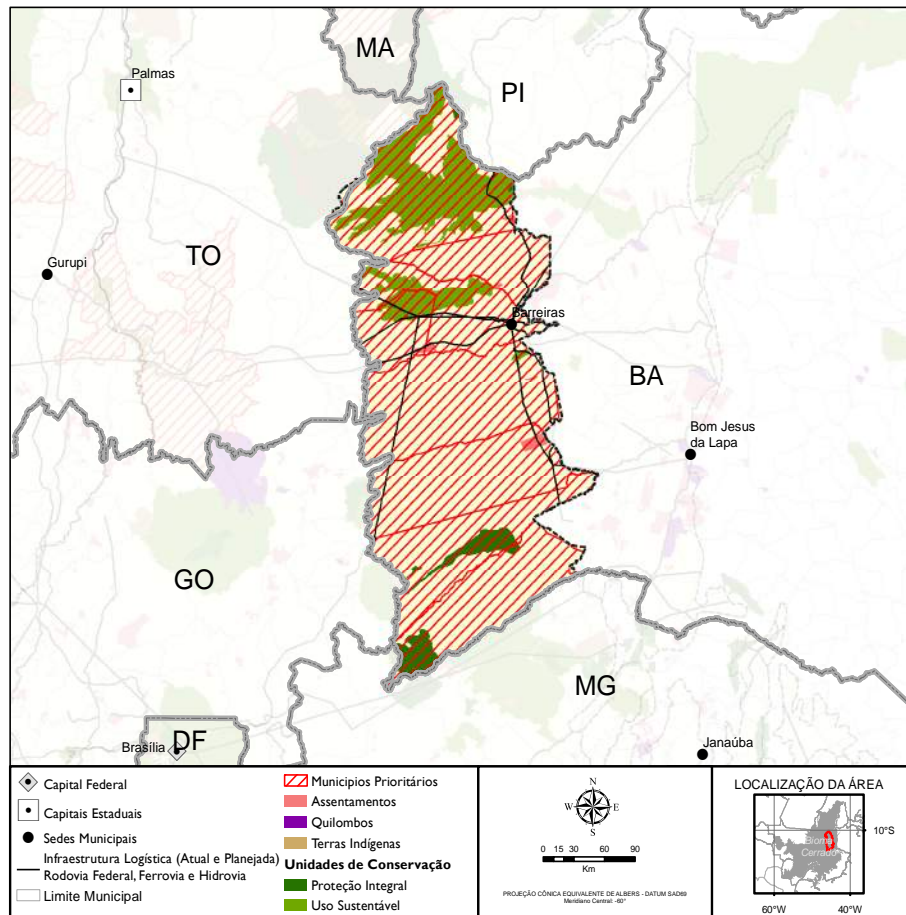 MA
Palmas
PI
TO
Gurupi
Barreiras
BA
Bom Jesus
da Lapa
GO
MG
DF
Brasília
Janaúba
Capital Federal
Capitais Estaduais
Sedes Municipais
Infraestrutura Logística (Atual e Planejada)
Rodovia Federal, Ferrovia e Hidrovia
Limite Municipal
Municipios Prioritários
Assentamentos
Quilombos
Terras Indígenas
Unidades de Conservação
Proteção Integral
Uso Sustentável
N
W E
S
0 15 30 60 90
Km
PROJEÇÃO CÔNICA EQUIVALENTE DE ALBERS - DATUM SAD69
Meridiano Central: -60°
LOCALIZAÇÃO DA ÁREA
10°S
Bioma
Cerrado
60°W 40°W